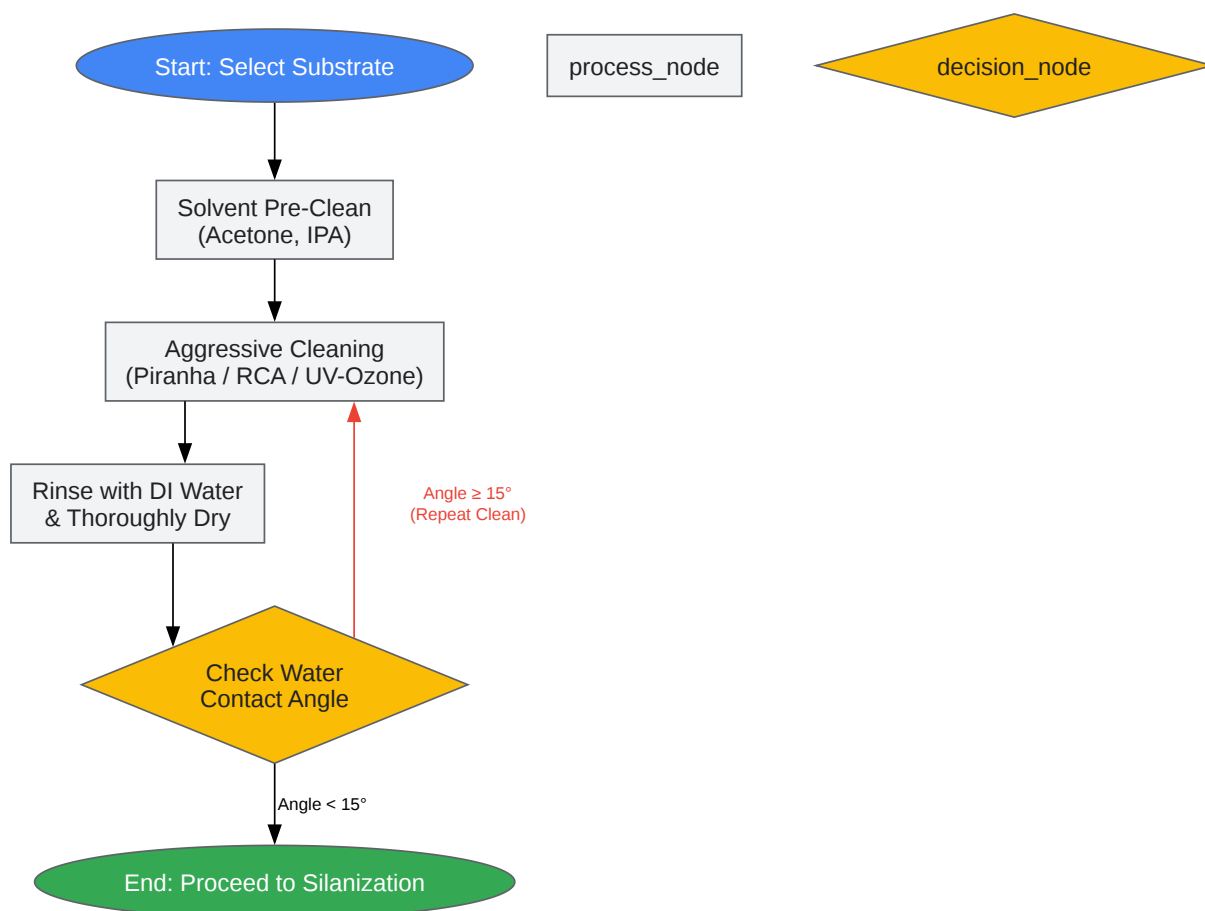 Start: Select Substrate
process_node
decision_node
Solvent Pre-Clean
(Acetone, IPA)
Aggressive Cleaning
(Piranha / RCA / UV-Ozone)
Rinse with DI Water
& Thoroughly Dry
Angle ≥ 15°
(Repeat Clean)
Check Water
Contact Angle
Angle < 15°
End: Proceed to Silanization